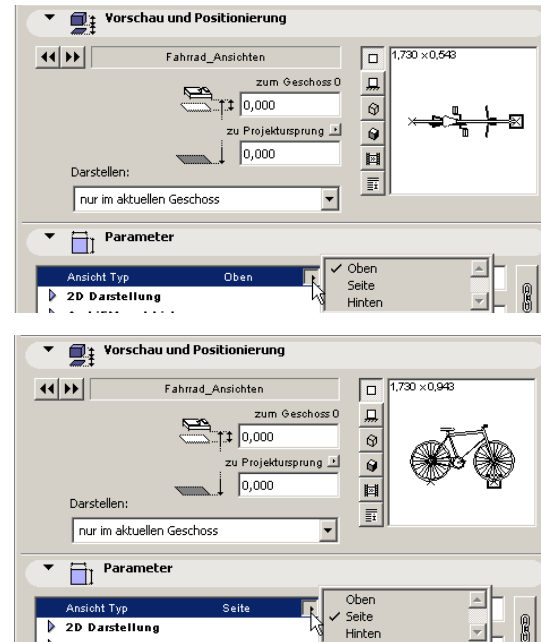 Vorschau und Positionierung
Fahrrad_Ansichten
1,730 ×0,543
zum Geschoss 0
0,000
zu Projektursprung
0,000
Darstellen:
nur im aktuellen Geschoss
Parameter
Ansicht Typ Oben
Oben
Seite
Hinten
2D Darstellung
Vorschau und Positionierung
Fahrrad_Ansichten
1,730 ×0,943
zum Geschoss 0
0,000
zu Projektursprung
0,000
Darstellen:
nur im aktuellen Geschoss
Parameter
Ansicht Typ Seite
Oben
Seite
Hinten
2D Darstellung